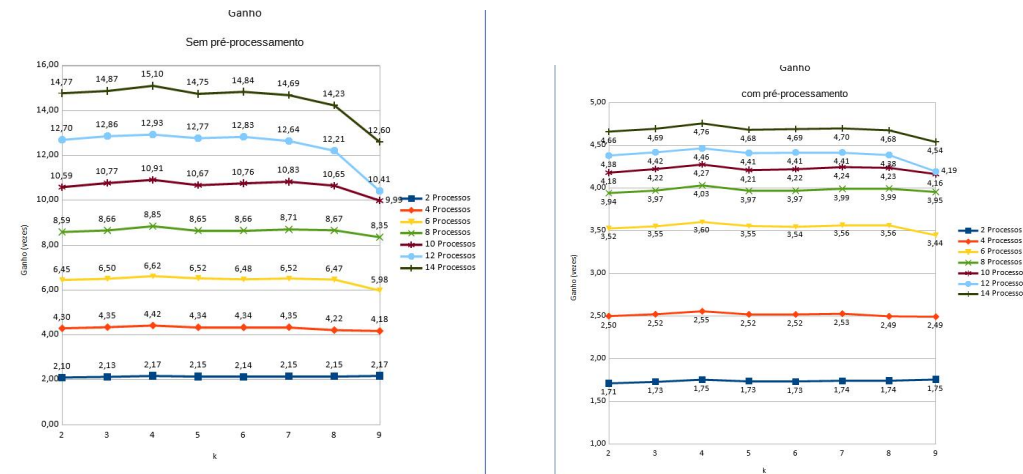 Ganho
Sem pré-processamento
16,00
14,00
12,00
10,00
8,00
6,00
4,00
2,00
0,00
Ganho (vezes)
14,77 14,87 15,10 14,75 14,84 14,69 14,23 12,60
12,70 12,86 12,93 12,77 12,83 12,64 12,21 10,41
10,59 10,77 10,91 10,67 10,76 10,83 10,65 9,99
8,59 8,66 8,85 8,65 8,66 8,71 8,67 8,35
6,45 6,50 6,62 6,52 6,48 6,52 6,47 5,98
4,30 4,35 4,42 4,34 4,34 4,35 4,22 4,18
2,10 2,13 2,17 2,15 2,14 2,15 2,15 2,17
2 3 4 5 6 7 8 9
k
2 Processos
4 Processos
6 Processos
8 Processos
10 Processos
12 Processos
14 Processos
Ganho
com pré-processamento
5,00
4,50
4,00
3,50
3,00
2,50
2,00
1,50
1,00
Ganho (vezes)
4,66 4,69 4,76 4,68 4,69 4,70 4,68 4,54
4,38 4,42 4,46 4,41 4,41 4,41 4,38 4,19
4,18 4,22 4,27 4,21 4,22 4,24 4,23 4,16
3,94 3,97 4,03 3,97 3,97 3,99 3,99 3,95
3,52 3,55 3,60 3,55 3,54 3,56 3,56 3,44
2,50 2,52 2,55 2,52 2,52 2,53 2,49 2,49
1,71 1,73 1,75 1,73 1,73 1,74 1,74 1,75
2 3 4 5 6 7 8 9
k
2 Processos
4 Processos
6 Processos
8 Processos
10 Processo
12 Processo
14 Processo